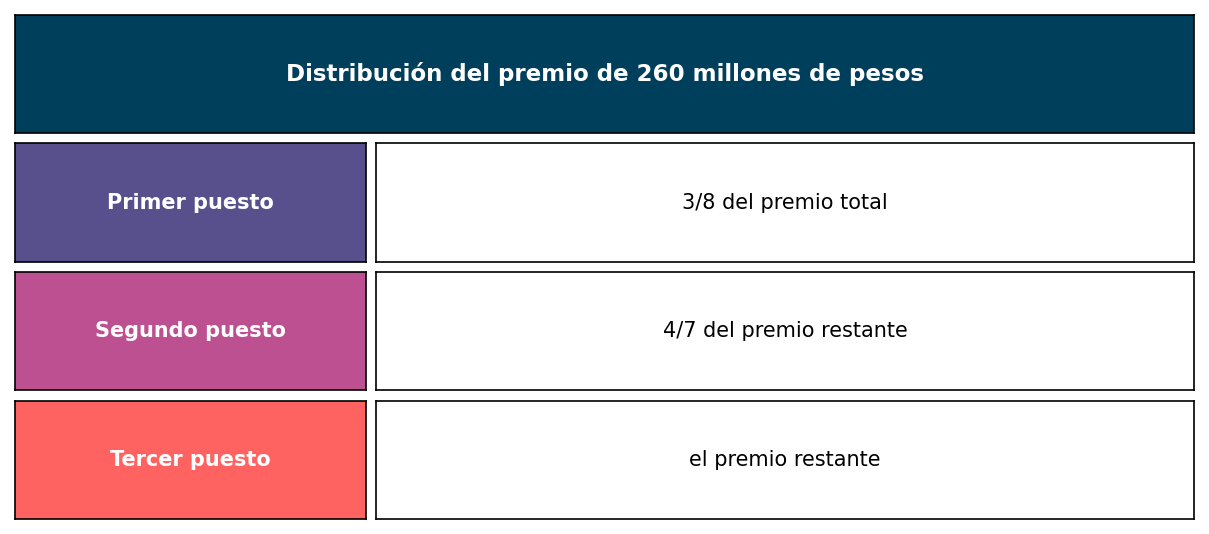 Distribución del premio de 260 millones de pesos
Primer puesto
3/8 del premio total
Segundo puesto
4/7 del premio restante
Tercer puesto
el premio restante